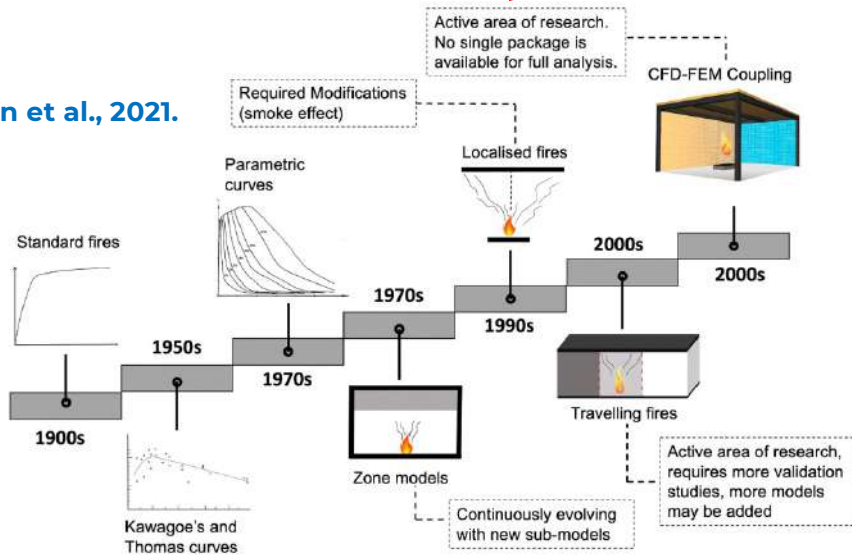 Active area of research.
No single package is
available for full analysis.
CFD-FEM Coupling
n et al., 2021.
Required Modifications
(smoke effect)
Localised fires
Parametric
curves
Standard fires
2000s
2000s
1970s
1990s
1950s
1970s
1900s
Travelling fires
Zone models
Kawagoe's and
Thomas curves
Continuously evolving
with new sub-models
Active area of research,
requires more validation
studies, more models
may be added